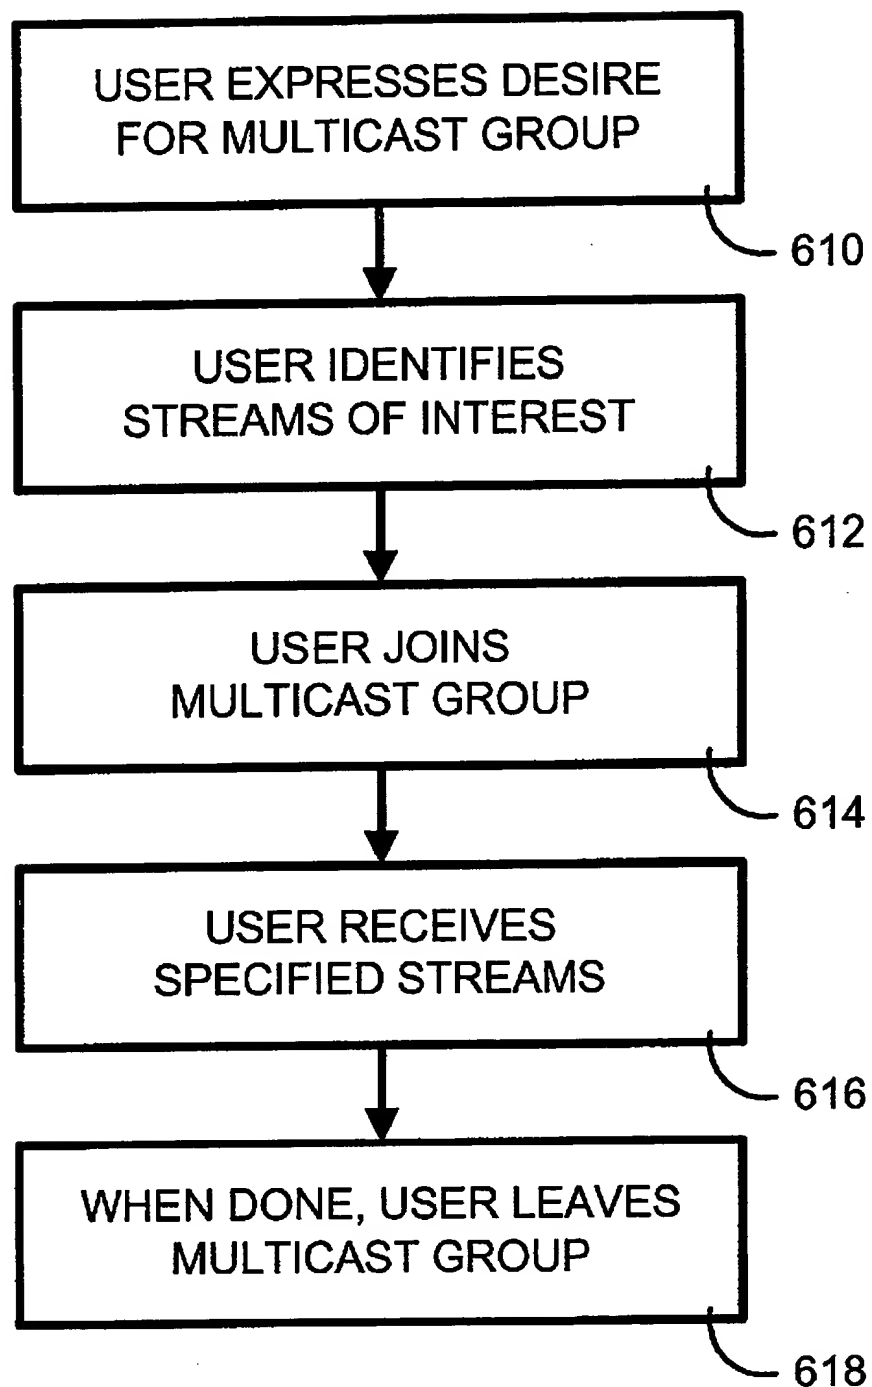 USER EXPRESSES DESIRE
FOR MULTICAST GROUP
610
USER IDENTIFIES
STREAMS OF INTEREST
612
USER JOINS
MULTICAST GROUP
614
USER RECEIVES
SPECIFIED STREAMS
616
WHEN DONE, USER LEAVES
MULTICAST GROUP
618